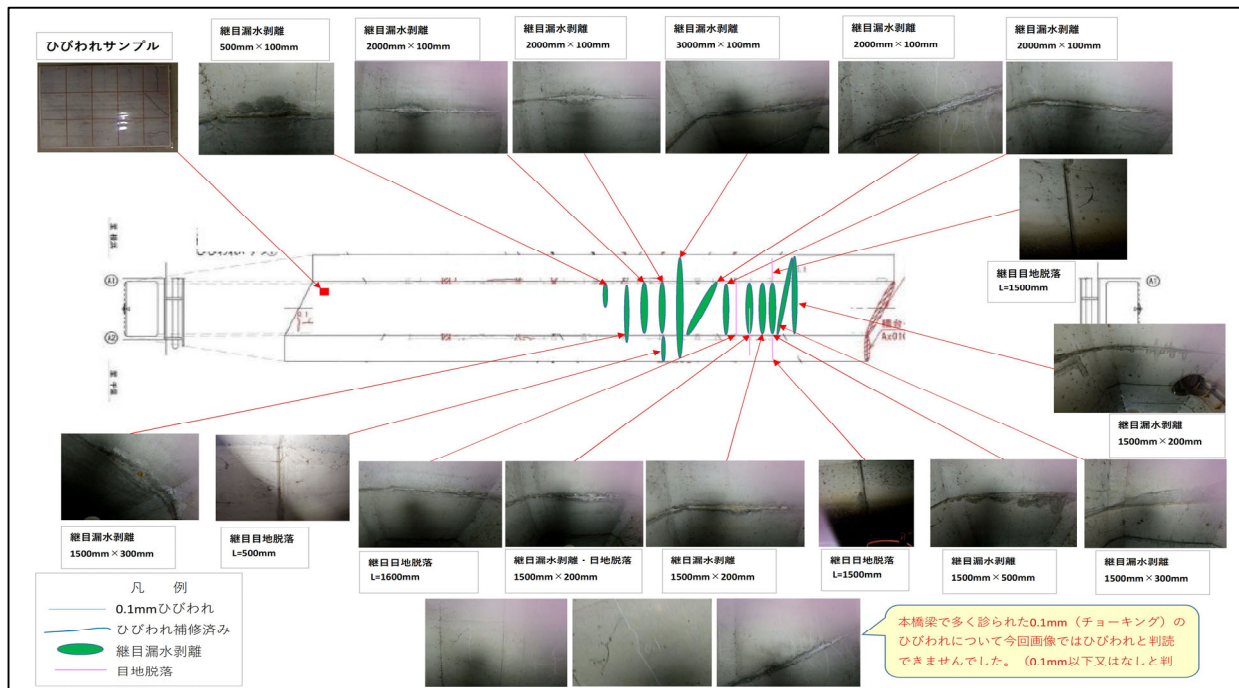 ひびわれサンプル
継目漏水剥離
500mm×100mm
継目漏水剥離
2000mm×100mm
継目漏水剥離
2000mm×100mm
継目漏水剥離
3000mm×100mm
継目漏水剥離
2000mm×100mm
継目漏水剥離
2000mm×100mm
継目目地脱落
L=1500mm
A1
A2
0.1
橋台
A1
継目漏水剥離
1500mm×200mm
継目漏水剥離
1500mm×300mm
継目目地脱落
L=500mm
継目目地脱落
L=1600mm
継目漏水剥離・目地脱落
1500mm×200mm
継目漏水剥離
1500mm×200mm
継目目地脱落
L=1500mm
継目漏水剥離
1500mm×500mm
継目漏水剥離
1500mm×300mm
凡 例
0.1mmひびわれ
ひびわれ補修済み
継目漏水剥離
目地脱落
本橋梁で多く診られた0.1mm（チョーキング）の
ひびわれについて今回画像ではひびわれと判読
できませんでした。（0.1mm以下又はなしと判